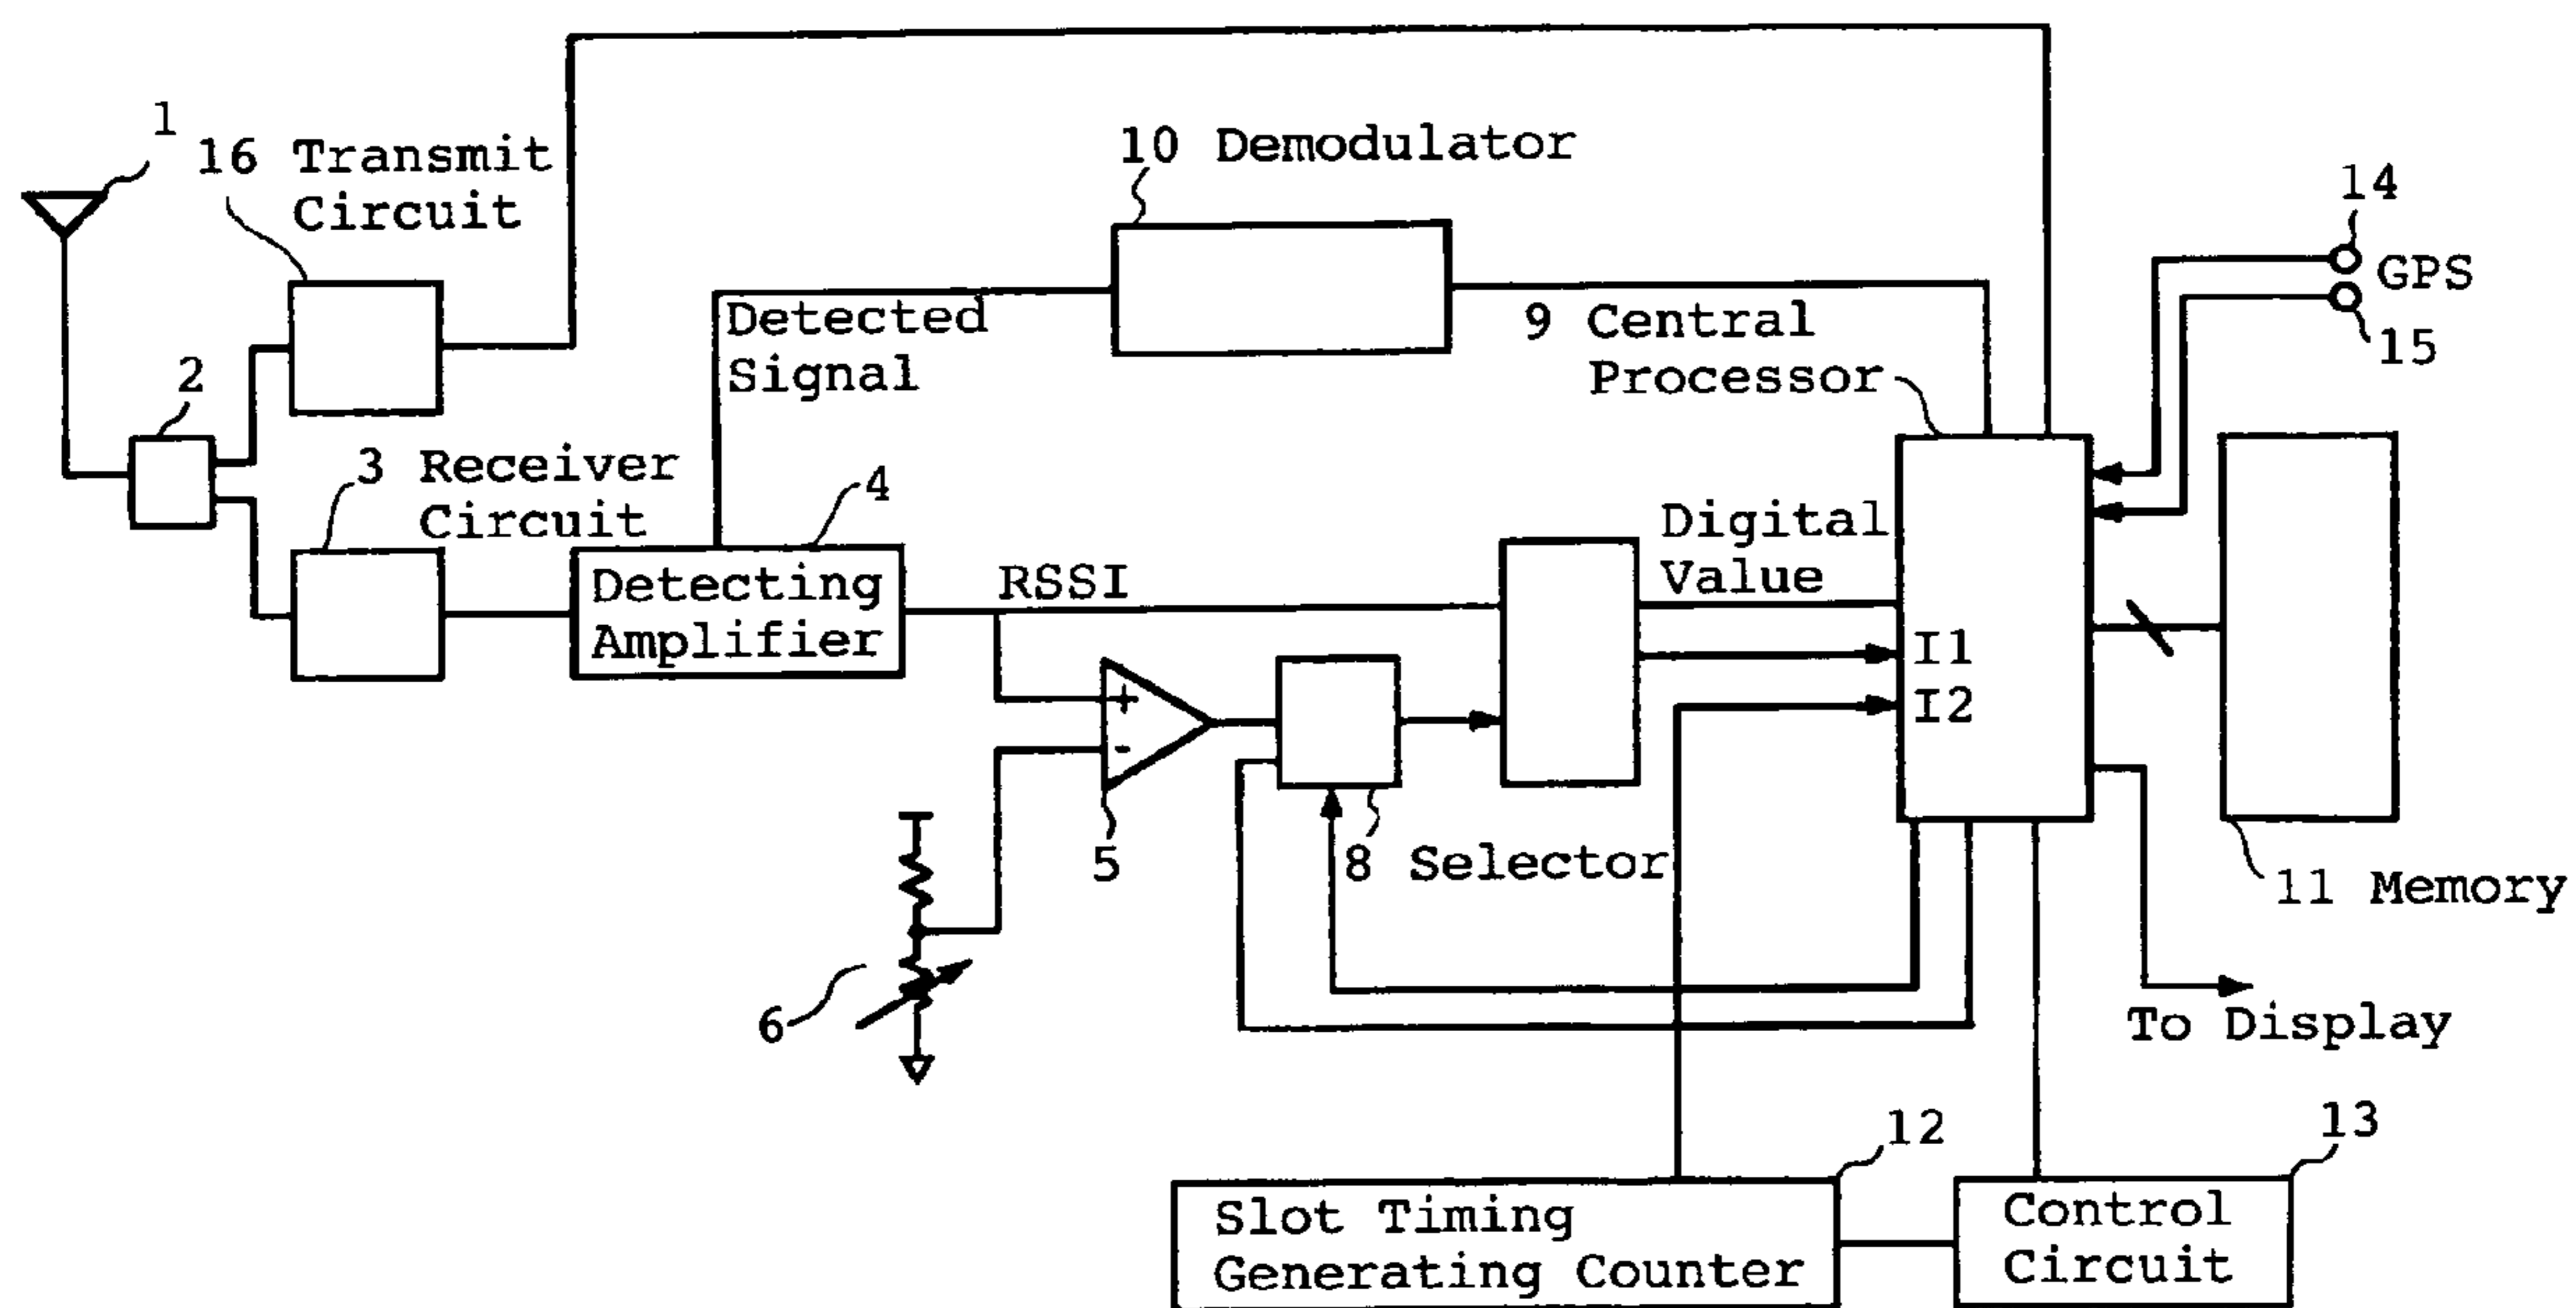 1
16 Transmit
Circuit
10 Demodulator
14
GPS
15
Detected
Signal
9 Central
Processor
2
3 Receiver
Circuit
4
Detecting
Amplifier
RSSI
Digital
Value
I1
I2
+
-
5
8 Selector
11 Memory
6
To Display
12
13
Slot Timing
Generating Counter
Control
Circuit